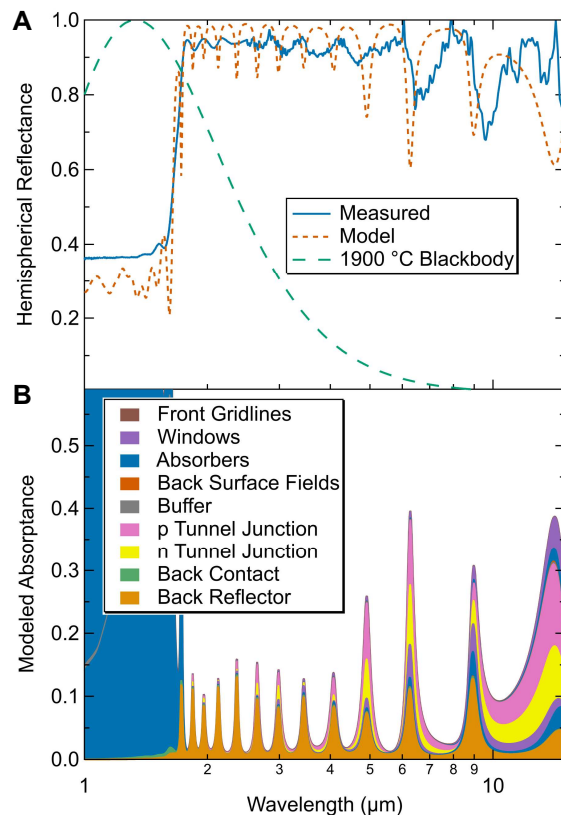 A
1.0
0.8
0.6
0.4
0.2
Hemispherical Reflectance
Measured
Model
1900 °C Blackbody
B
0.5
0.4
0.3
0.2
0.1
0.0
Modeled Absorptance
Front Gridlines
Windows
Absorbers
Back Surface Fields
Buffer
p Tunnel Junction
n Tunnel Junction
Back Contact
Back Reflector
1 2 3 4 5 6 7 8 9 10
Wavelength (µm)